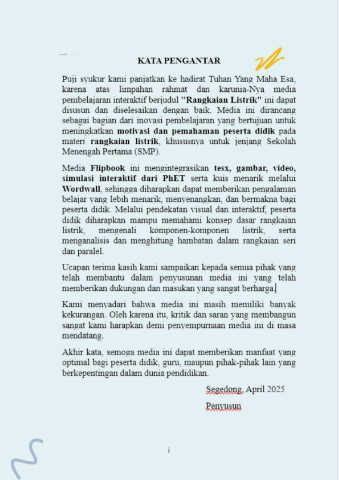 KATA PENGANTAR
Puji syukur kami panjatkan ke hadirat Tuhan Yang Maha Esa,
karena atas limpahan rahmat dan karunia-Nya media
pembelajaran interaktif berjudul "Rangkaian Listrik" ini dapat
disusun dan diselesaikan dengan baik. Media ini dirancang
sebagai bagian dari inovasi pembelajaran yang bertujuan untuk
meningkatkan motivasi dan pemahaman peserta didik pada
materi rangkaian listrik, khususnya untuk jenjang Sekolah
Menengah Pertama (SMP).
Media Flipbook ini mengintegrasikan tesx, gambar, video,
simulasi interaktif dari PhET serta kuis menarik melalui
Wordwall, sehingga diharapkan dapat memberikan pengalaman
belajar yang lebih menarik, menyenangkan, dan bermakna bagi
peserta didik. Melalui pendekatan visual dan interaktif, peserta
didik diharapkan mampu memahami konsep dasar rangkaian
listrik, mengenali komponen-komponen listrik, serta
menganalisis dan menghitung hambatan dalam rangkaian seri
dan paralel.
Ucapan terima kasih kami sampaikan kepada semua pihak yang
telah membantu dalam penyusunan media ini yang telah
memberikan dukungan dan masukan yang sangat berharga.
Kami menyadari bahwa media ini masih memiliki banyak
kekurangan. Oleh karena itu, kritik dan saran yang membangun
sangat kami harapkan demi penyempurnaan media ini di masa
mendatang.
Akhir kata, semoga media ini dapat memberikan manfaat yang
optimal bagi peserta didik, guru, maupun pihak-pihak lain yang
berkepentingan dalam dunia pendidikan.
Segedong, April 2025
Penyusun
i